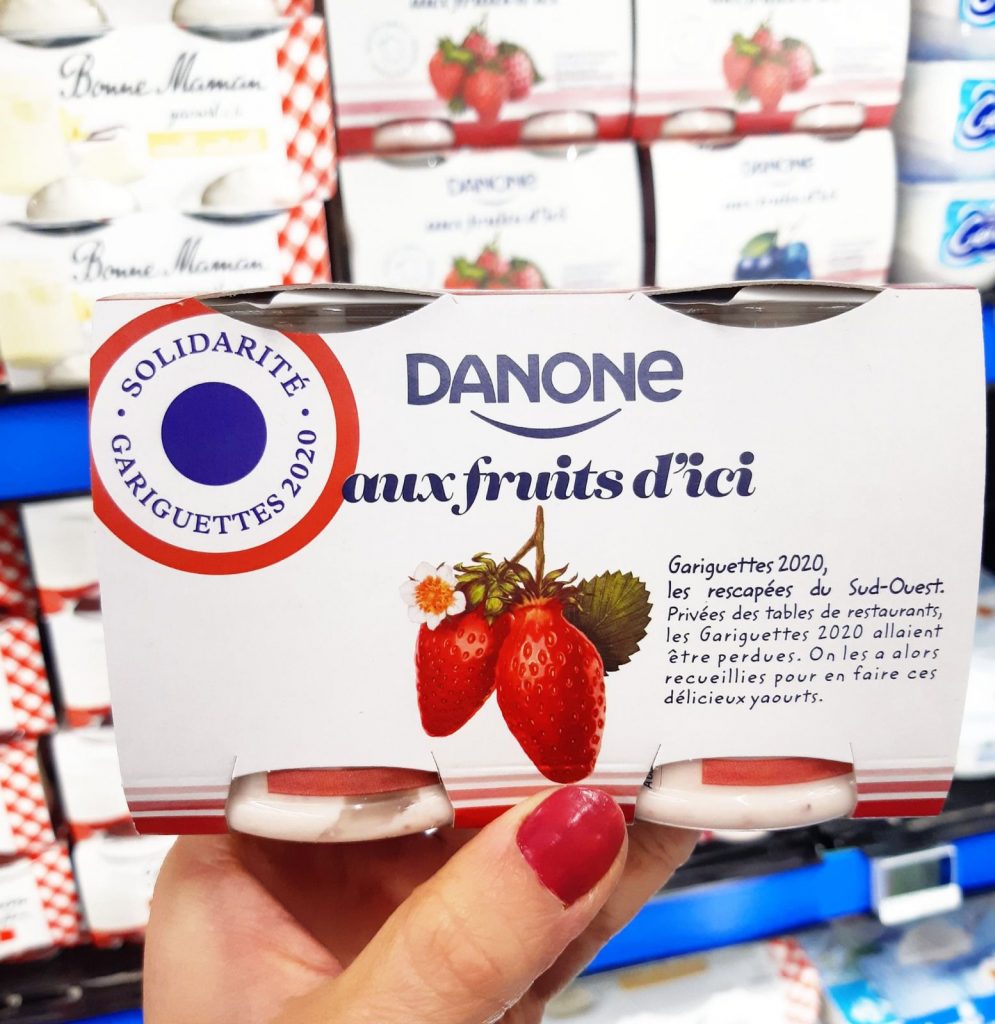 Bonne Maman
aux fruits d'ici
DANONE
aux fruits d'ici
DANONE
Bonne Maman
SOLIDARITÉ
GARIGUETTES 2020
DANONE
aux fruits d'ici
Gariguettes 2020,
les rescapées du Sud-Ouest.
Privées des tables de restaurants,
les Gariguettes 2020 allaient
être perdues. On les a alors
recueillies pour en faire ces
délicieux yaourts.